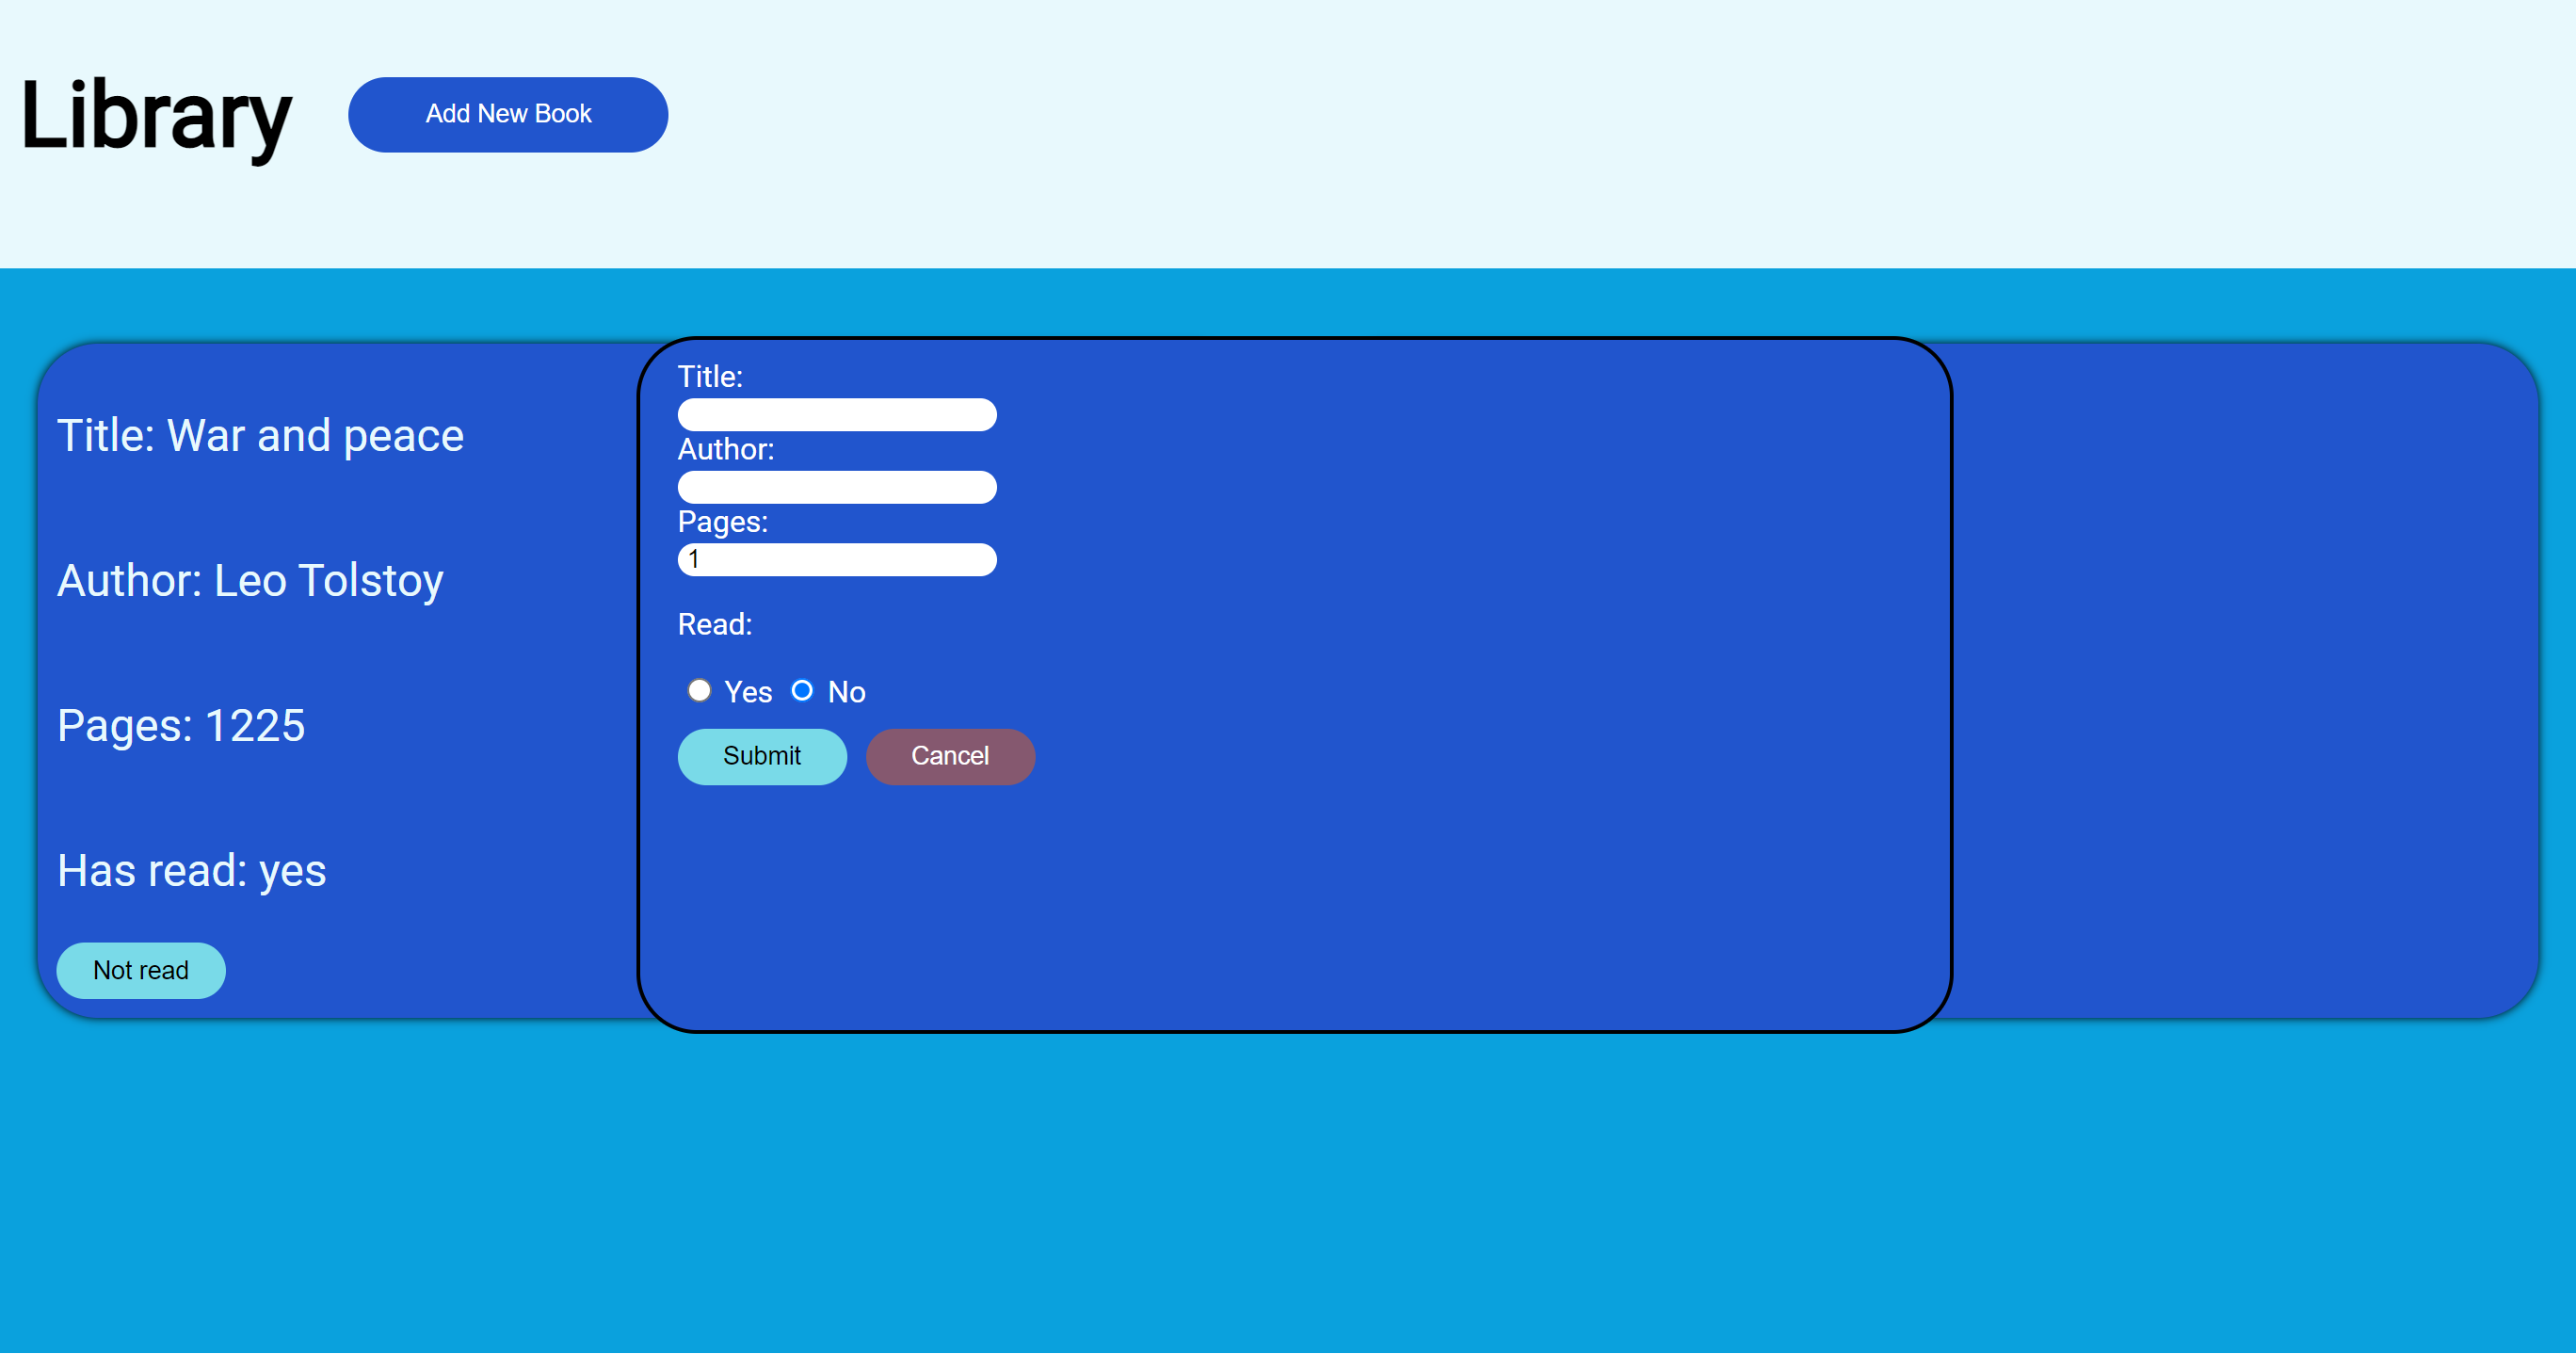 Library
Add New Book
Title: War and peace
Author: Leo Tolstoy
Pages: 1225
Has read: yes
Not read
Title:
Author:
Pages:
1
Read:
Yes No
Submit Cancel